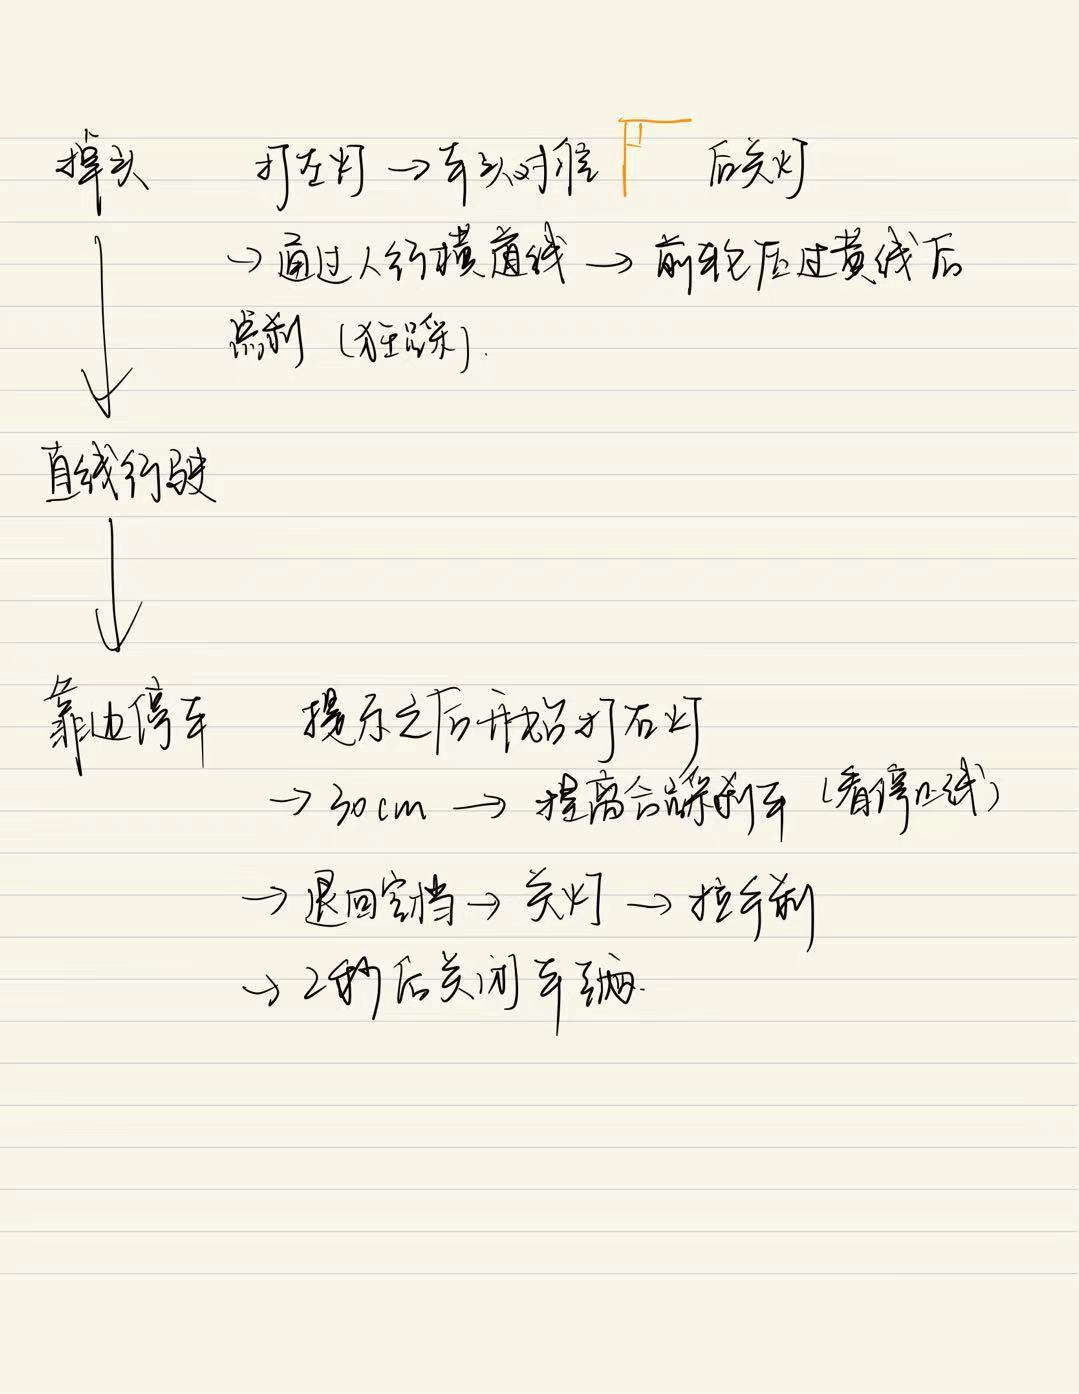 掉头 打左灯 → 车头对准 后关灯
→ 通过人行横道线 → 前轮压过黄线后
点刹 (狂踩).
直线行驶
靠边停车 提示之后开始打右灯
→ 30cm → 提离合踩刹车 (看停止线)
→ 退回空档 → 关灯 → 拉手刹
→ 2秒后关闭车辆.